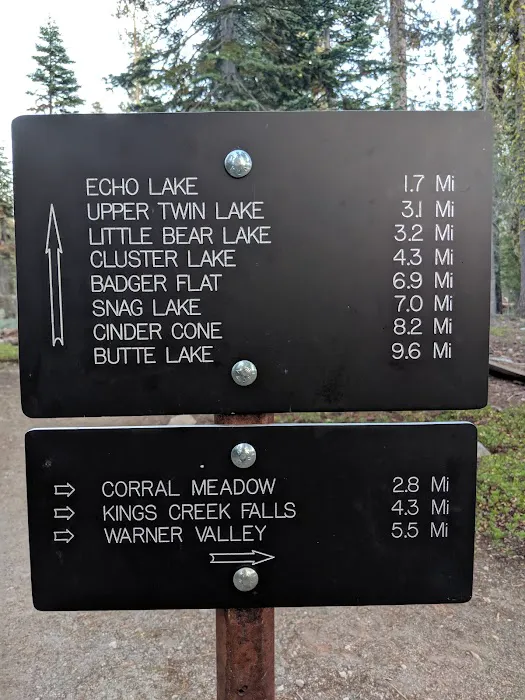 ECHO LAKE 1.7 Mi
UPPER TWIN LAKE 3.1 Mi
LITTLE BEAR LAKE 3.2 Mi
CLUSTER LAKE 4.3 Mi
BADGER FLAT 6.9 Mi
SNAG LAKE 7.0 Mi
CINDER CONE 8.2 Mi
BUTTE LAKE 9.6 Mi
CORRAL MEADOW 2.8 Mi
KINGS CREEK FALLS 4.3 Mi
WARNER VALLEY 5.5 Mi